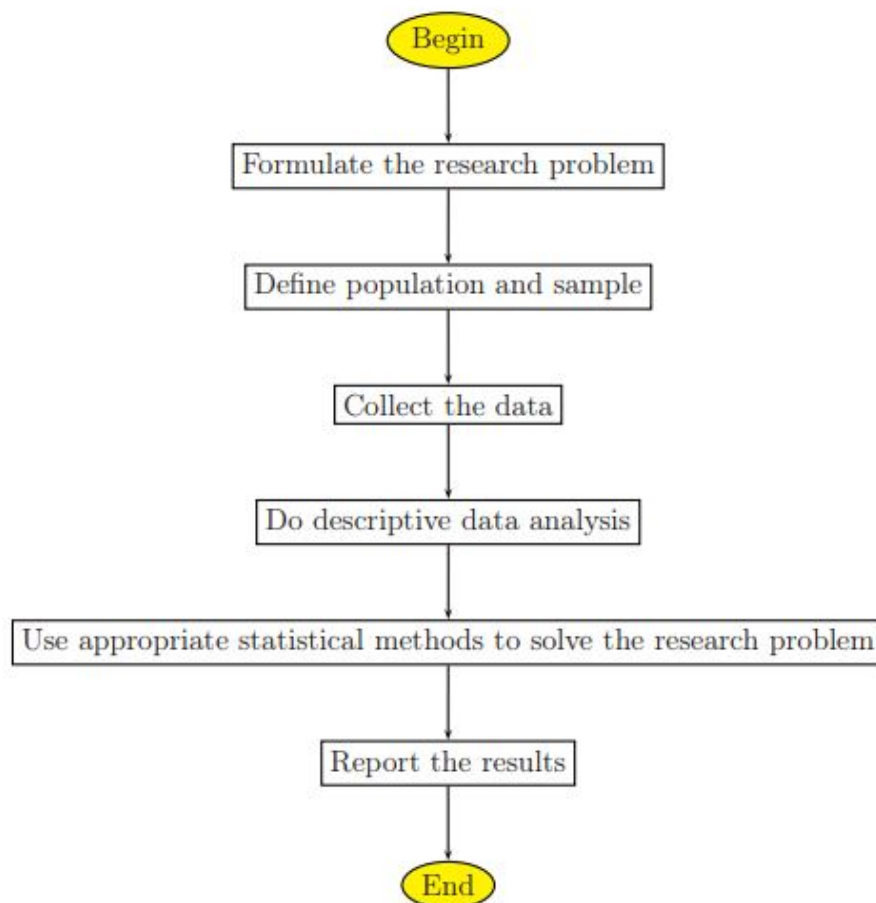 Begin
Formulate the research problem
Define population and sample
Collect the data
Do descriptive data analysis
Use appropriate statistical methods to solve the research problem
Report the results
End